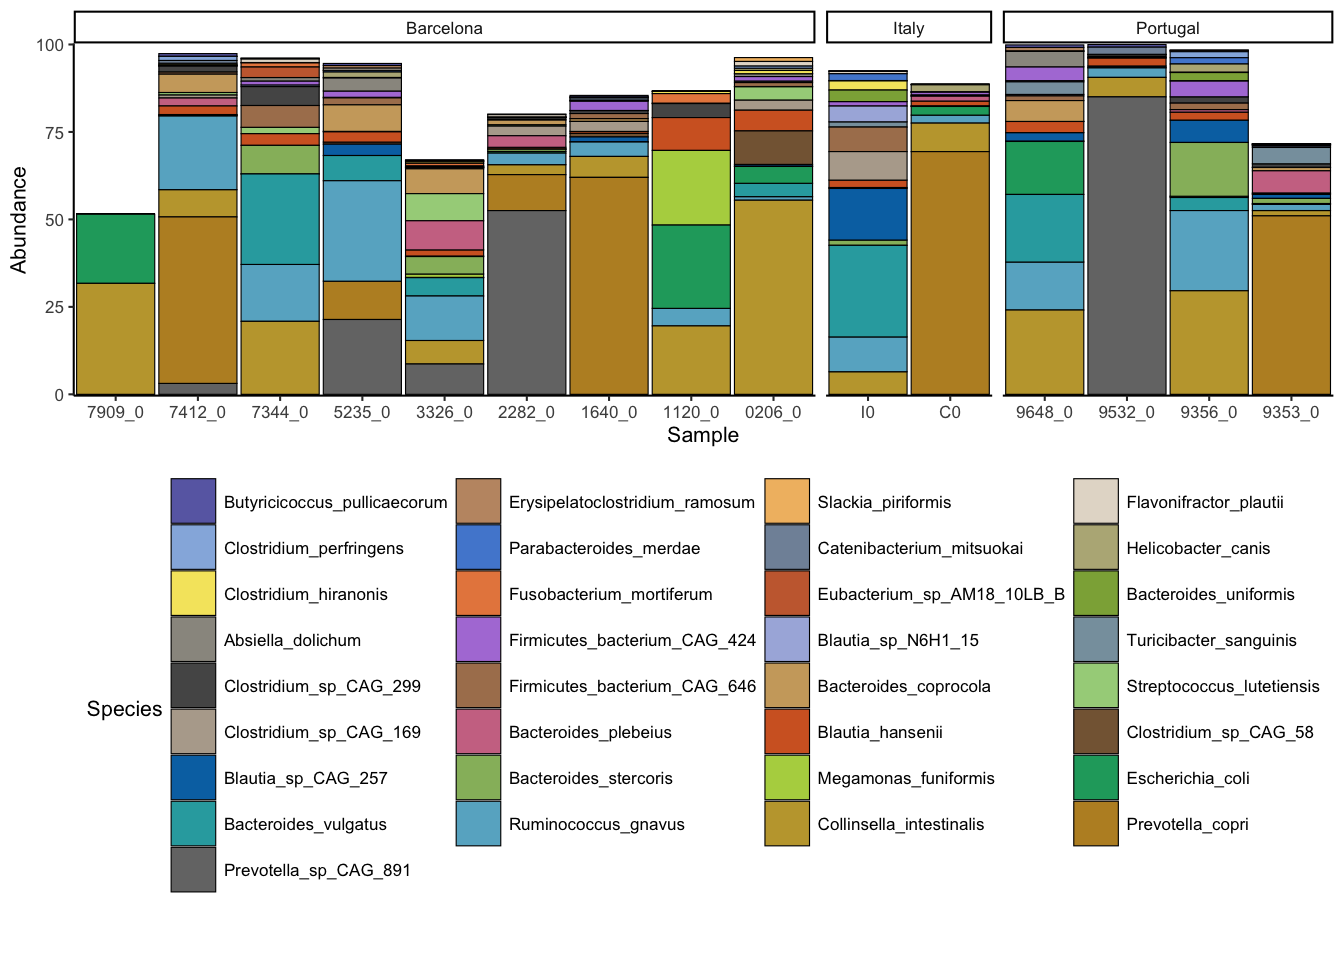 Barcelona Italy Portugal
100
75
50
25
0
Abundance
7909_0 7412_0 7344_0 5235_0 3326_0 2282_0 1640_0 1120_0 0206_0 I0 C0 9648_0 9532_0 9356_0 9353_0
Sample
Species
Butyricicoccus_pullicaecorum Erysipelatoclostridium_ramosum Slackia_piriformis Flavonifractor_plautii
Clostridium_perfringens Parabacteroides_merdae Catenibacterium_mitsuokai Helicobacter_canis
Clostridium_hiranonis Fusobacterium_mortiferum Eubacterium_sp_AM18_10LB_B Bacteroides_uniformis
Absiella_dolichum Firmicutes_bacterium_CAG_424 Blautia_sp_N6H1_15 Turicibacter_sanguinis
Clostridium_sp_CAG_299 Firmicutes_bacterium_CAG_646 Bacteroides_coprocola Streptococcus_lutetiensis
Clostridium_sp_CAG_169 Bacteroides_plebeius Blautia_hansenii Clostridium_sp_CAG_58
Blautia_sp_CAG_257 Bacteroides_stercoris Megamonas_funiformis Escherichia_coli
Bacteroides_vulgatus Ruminococcus_gnavus Collinsella_intestinalis Prevotella_copri
Prevotella_sp_CAG_891